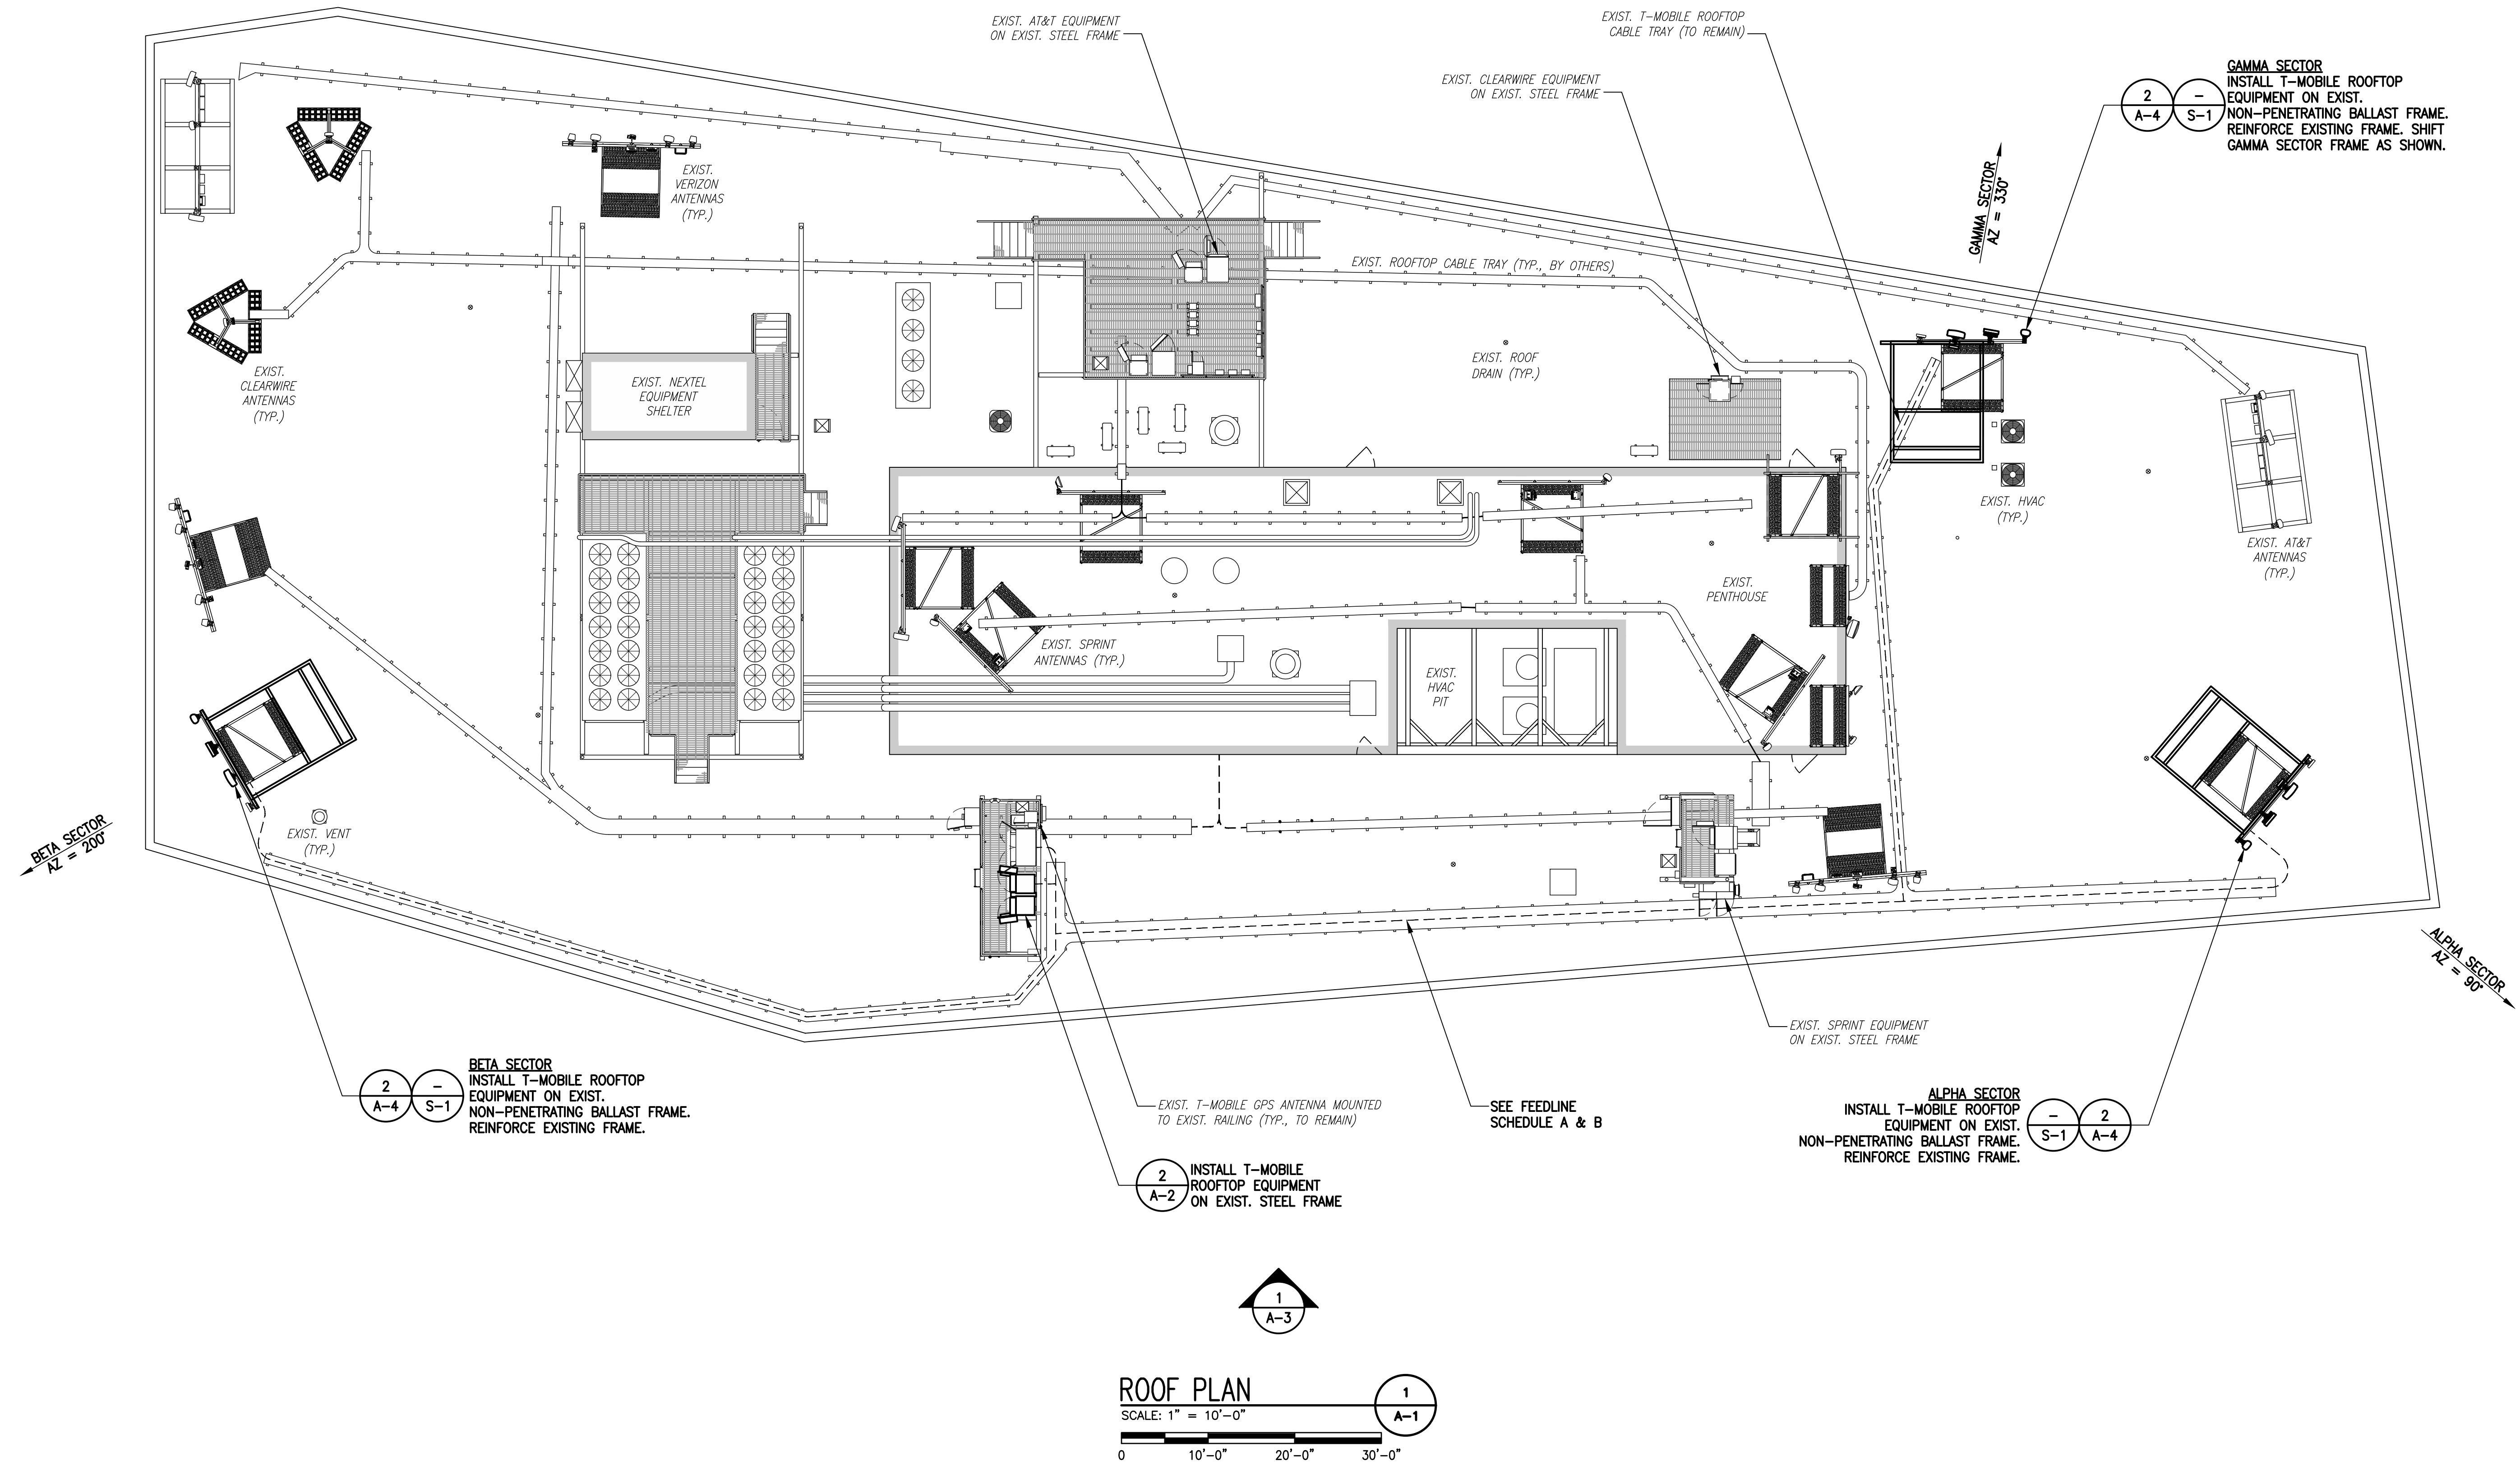 EXIST. AT&T EQUIPMENT
ON EXIST. STEEL FRAME
EXIST. T-MOBILE ROOFTOP
CABLE TRAY (TO REMAIN)
EXIST. CLEARWIRE EQUIPMENT
ON EXIST. STEEL FRAME
2
A-4
-
S-1
GAMMA SECTOR
INSTALL T-MOBILE ROOFTOP
EQUIPMENT ON EXIST.
NON-PENETRATING BALLAST FRAME.
REINFORCE EXISTING FRAME. SHIFT
GAMMA SECTOR FRAME AS SHOWN.
GAMMA SECTOR
AZ = 330°
EXIST.
VERIZON
ANTENNAS
(TYP.)
EXIST. ROOFTOP CABLE TRAY (TYP., BY OTHERS)
EXIST.
CLEARWIRE
ANTENNAS
(TYP.)
EXIST. NEXTEL
EQUIPMENT
SHELTER
EXIST. ROOF
DRAIN (TYP.)
EXIST. HVAC
(TYP.)
EXIST. AT&T
ANTENNAS
(TYP.)
EXIST.
PENTHOUSE
EXIST. SPRINT
ANTENNAS (TYP.)
EXIST.
HVAC
PIT
EXIST. VENT
(TYP.)
BETA SECTOR
AZ = 200°
ALPHA SECTOR
AZ = 90°
EXIST. SPRINT EQUIPMENT
ON EXIST. STEEL FRAME
2
A-4
-
S-1
BETA SECTOR
INSTALL T-MOBILE ROOFTOP
EQUIPMENT ON EXIST.
NON-PENETRATING BALLAST FRAME.
REINFORCE EXISTING FRAME.
EXIST. T-MOBILE GPS ANTENNA MOUNTED
TO EXIST. RAILING (TYP., TO REMAIN)
SEE FEEDLINE
SCHEDULE A & B
ALPHA SECTOR
INSTALL T-MOBILE ROOFTOP
EQUIPMENT ON EXIST.
NON-PENETRATING BALLAST FRAME.
REINFORCE EXISTING FRAME.
-
S-1
2
A-4
2
A-2
INSTALL T-MOBILE
ROOFTOP EQUIPMENT
ON EXIST. STEEL FRAME
1
A-3
ROOF PLAN
SCALE: 1" = 10'-0"
1
A-1
0 10'-0" 20'-0" 30'-0"